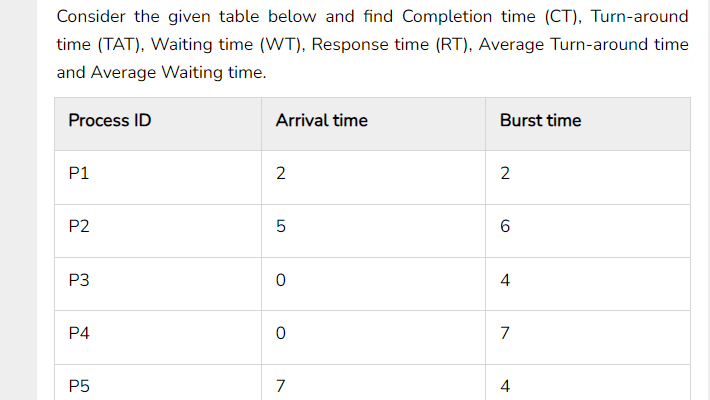 Consider the given table below and find Completion time (CT), Turn-around
time (TAT), Waiting time (WT), Response time (RT), Average Turn-around time
and Average Waiting time.
Process ID Arrival time Burst time
P1 2 2
P2 5 6
P3 0 4
P4 0 7
P5 7 4